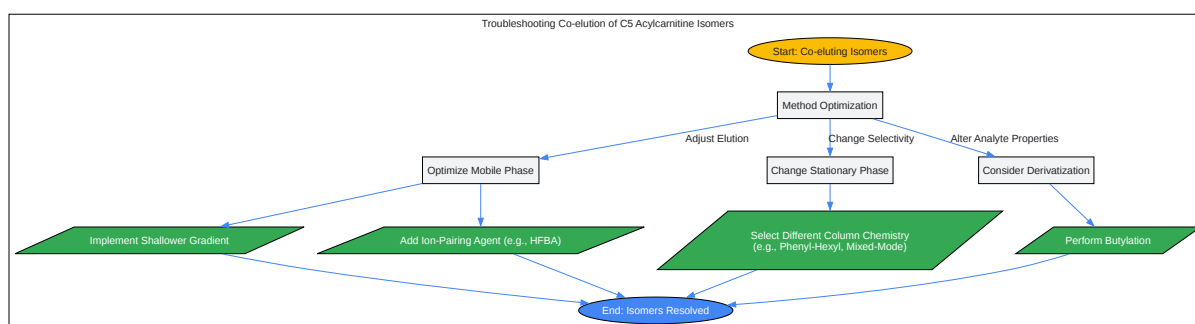 Troubleshooting Co-elution of C5 Acylcarnitine Isomers
Start: Co-eluting Isomers
Method Optimization
Adjust Elution
Change Selectivity
Alter Analyte Properties
Optimize Mobile Phase
Change Stationary Phase
Consider Derivatization
Implement Shallower Gradient
Add Ion-Pairing Agent (e.g., HFBA)
Select Different Column Chemistry
(e.g., Phenyl-Hexyl, Mixed-Mode)
Perform Butylation
End: Isomers Resolved